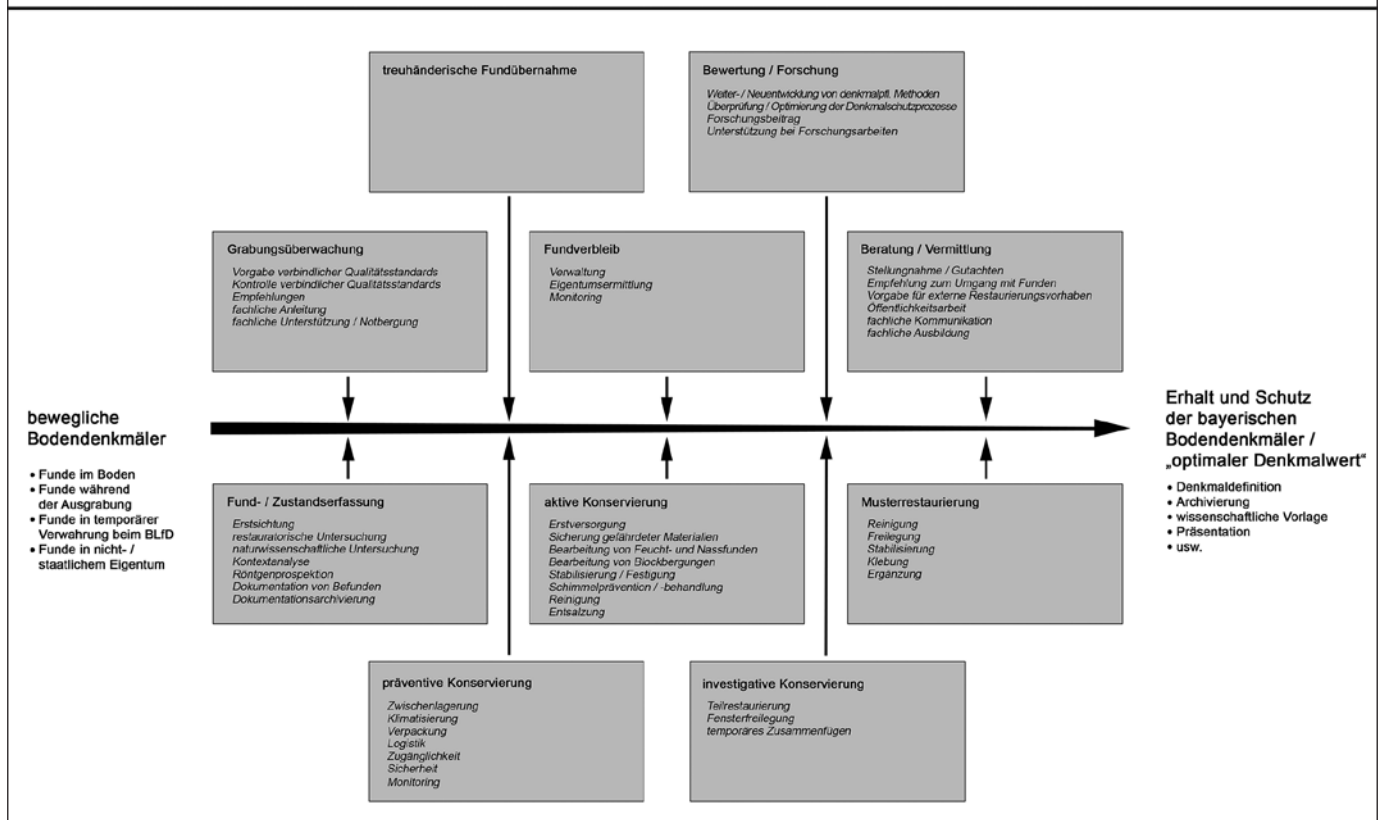 treuhänderische Fundübernahme
Bewertung / Forschung
Weiter- / Neuentwicklung von denkmalpfl. Methoden
Überprüfung / Optimierung der Denkmalschutzprozesse
Forschungsbeitrag
Unterstützung bei Forschungsarbeiten
Grabungsüberwachung
Vorgabe verbindlicher Qualitätsstandards
Kontrolle verbindlicher Qualitätsstandards
Empfehlungen
fachliche Anleitung
fachliche Unterstützung / Notbergung
Fundverbleib
Verwaltung
Eigentumsermittlung
Monitoring
Beratung / Vermittlung
Stellungnahme / Gutachten
Empfehlung zum Umgang mit Funden
Vorgabe für externe Restaurierungsvorhaben
Öffentlichkeitsarbeit
fachliche Kommunikation
fachliche Ausbildung
bewegliche
Bodendenkmäler
• Funde im Boden
• Funde während
der Ausgrabung
• Funde in temporärer
Verwahrung beim BLfD
• Funde in nicht- /
staatlichem Eigentum
Erhalt und Schutz
der bayerischen
Bodendenkmäler /
„optimaler Denkmalwert“
• Denkmaldefinition
• Archivierung
• wissenschaftliche Vorlage
• Präsentation
• usw.
Fund- / Zustandserfassung
Erstsichtung
restauratorische Untersuchung
naturwissenschaftliche Untersuchung
Kontextanalyse
Röntgenprospektion
Dokumentation von Befunden
Dokumentationsarchivierung
aktive Konservierung
Erstversorgung
Sicherung gefährdeter Materialien
Bearbeitung von Feucht- und Nassfunden
Bearbeitung von Blockbergungen
Stabilisierung / Festigung
Schimmelprävention / -behandlung
Reinigung
Entsalzung
Musterrestaurierung
Reinigung
Freilegung
Stabilisierung
Klebung
Ergänzung
präventive Konservierung
Zwischenlagerung
Klimatisierung
Verpackung
Logistik
Zugänglichkeit
Sicherheit
Monitoring
investigative Konservierung
Teilrestaurierung
Fensterfreilegung
temporäres Zusammenfügen